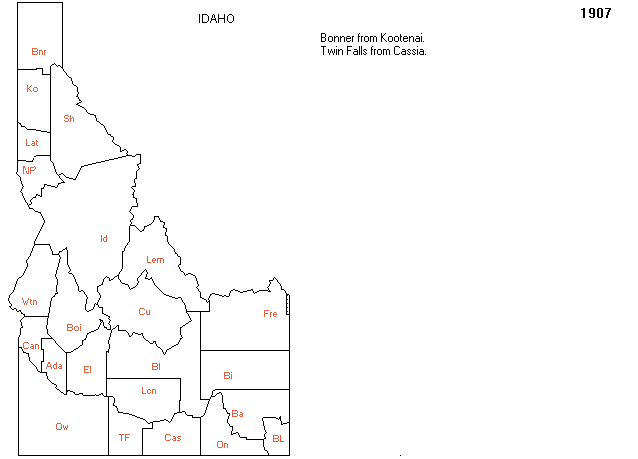 1907
IDAHO
Bonner from Kootenai.
Twin Falls from Cassia.
Bnr
Ko
Sh
Lat
NP
Id
Lem
Wtn
Cu
Fre
Boi
Can
Ada
El
Bl
Bi
Lcn
Ba
Ow
TF
Cas
On
BL